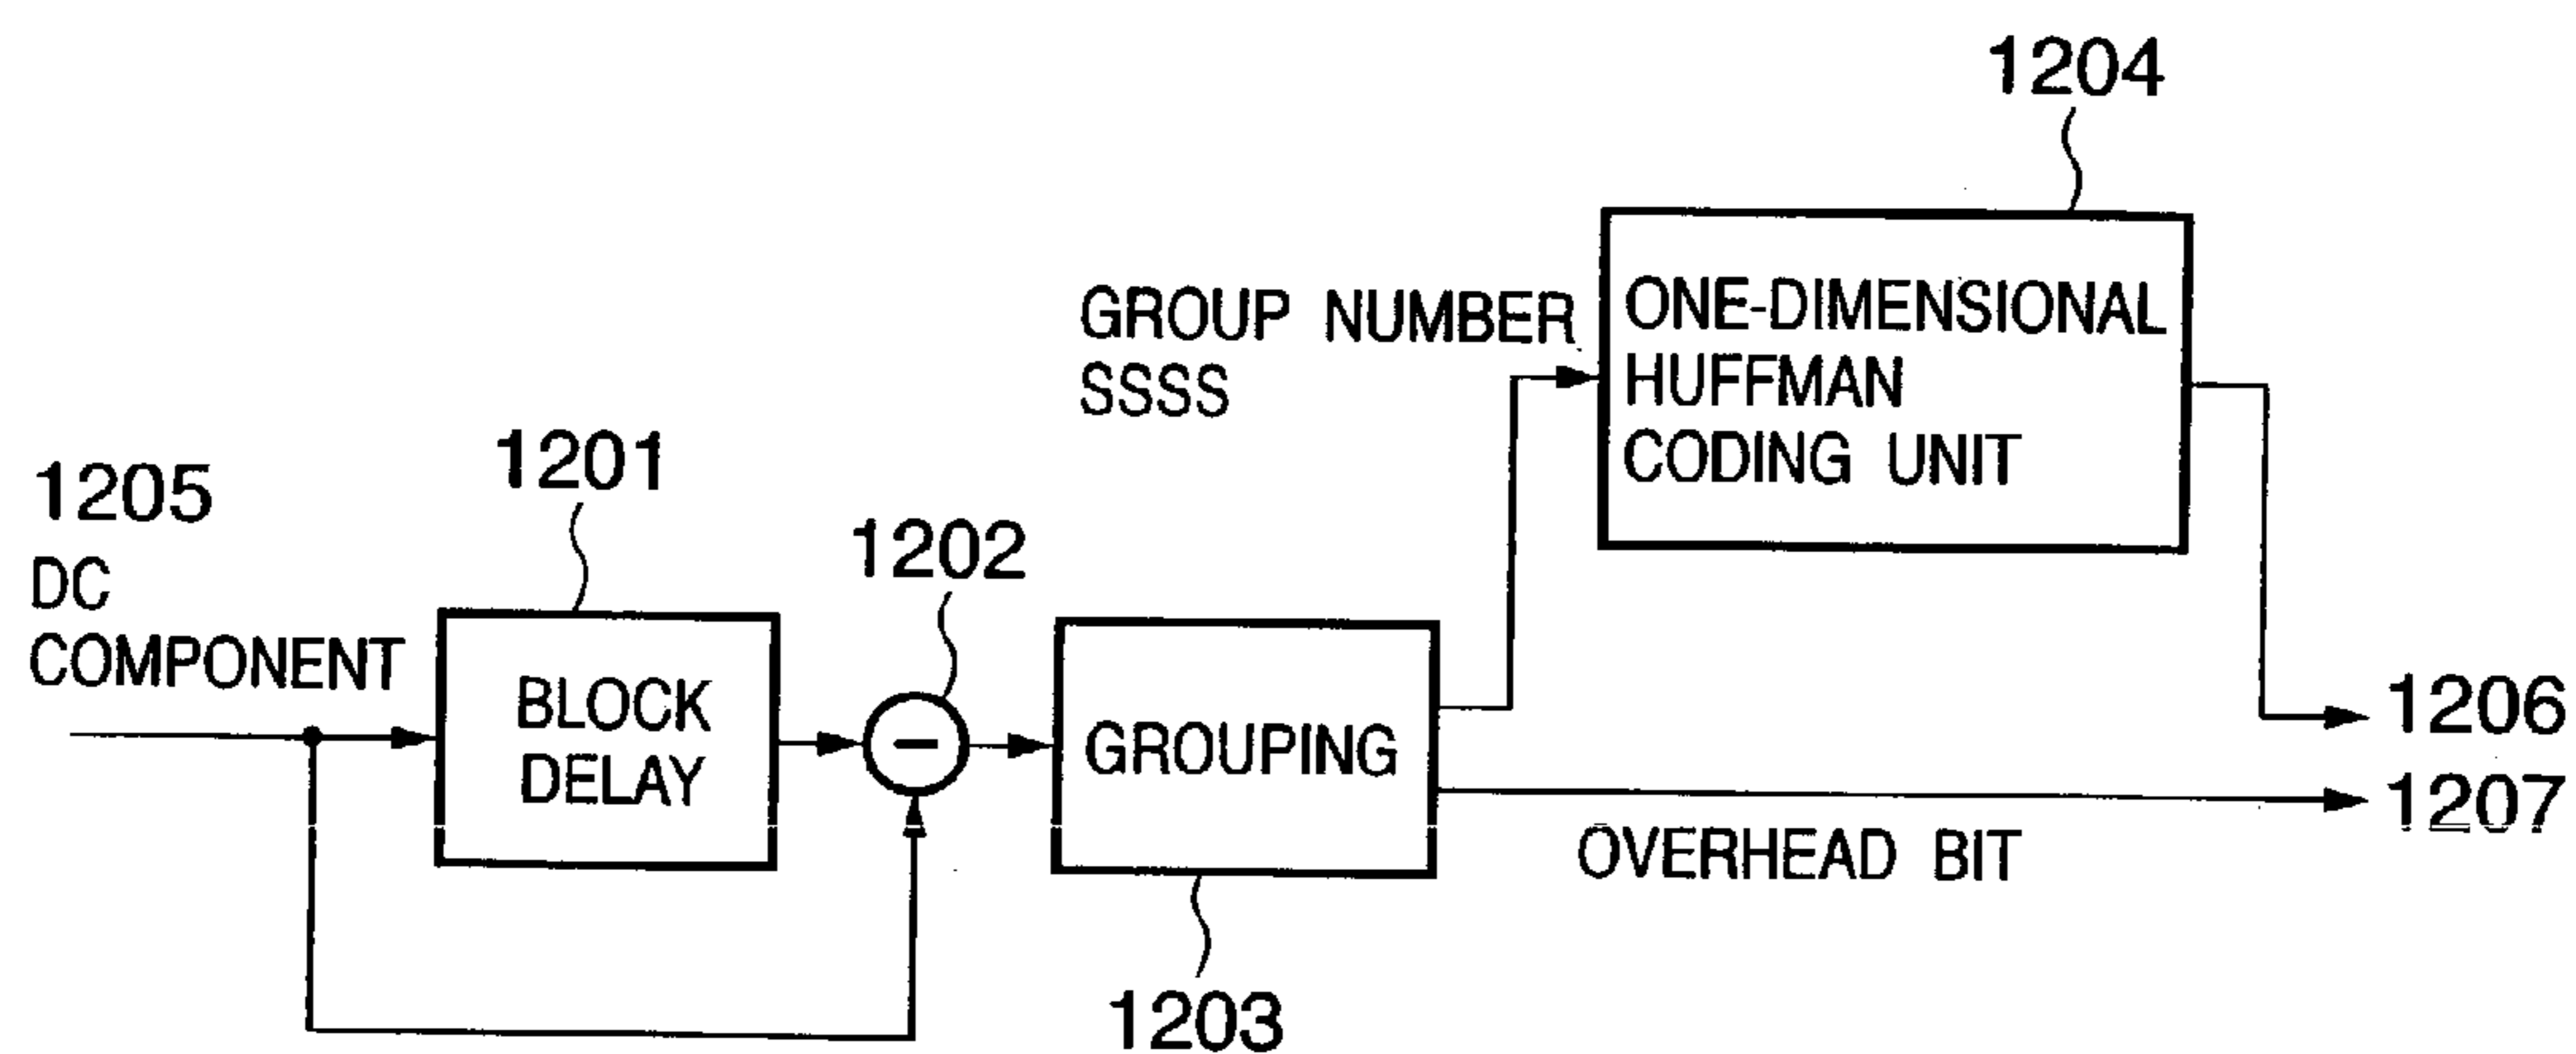 1204
GROUP NUMBER
SSSS
ONE-DIMENSIONAL
HUFFMAN
CODING UNIT
1205
DC
COMPONENT
1201
BLOCK
DELAY
1202
GROUPING
1203
1206
1207
OVERHEAD BIT